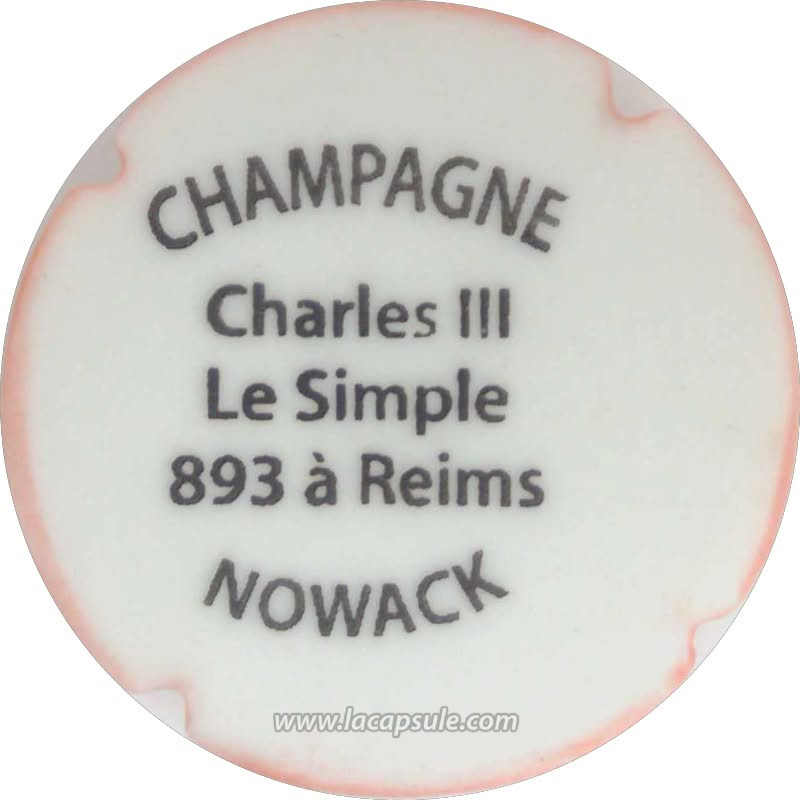 CHAMPAGNE
Charles III
Le Simple
893 à Reims
NOWACK
www.lacapsule.com